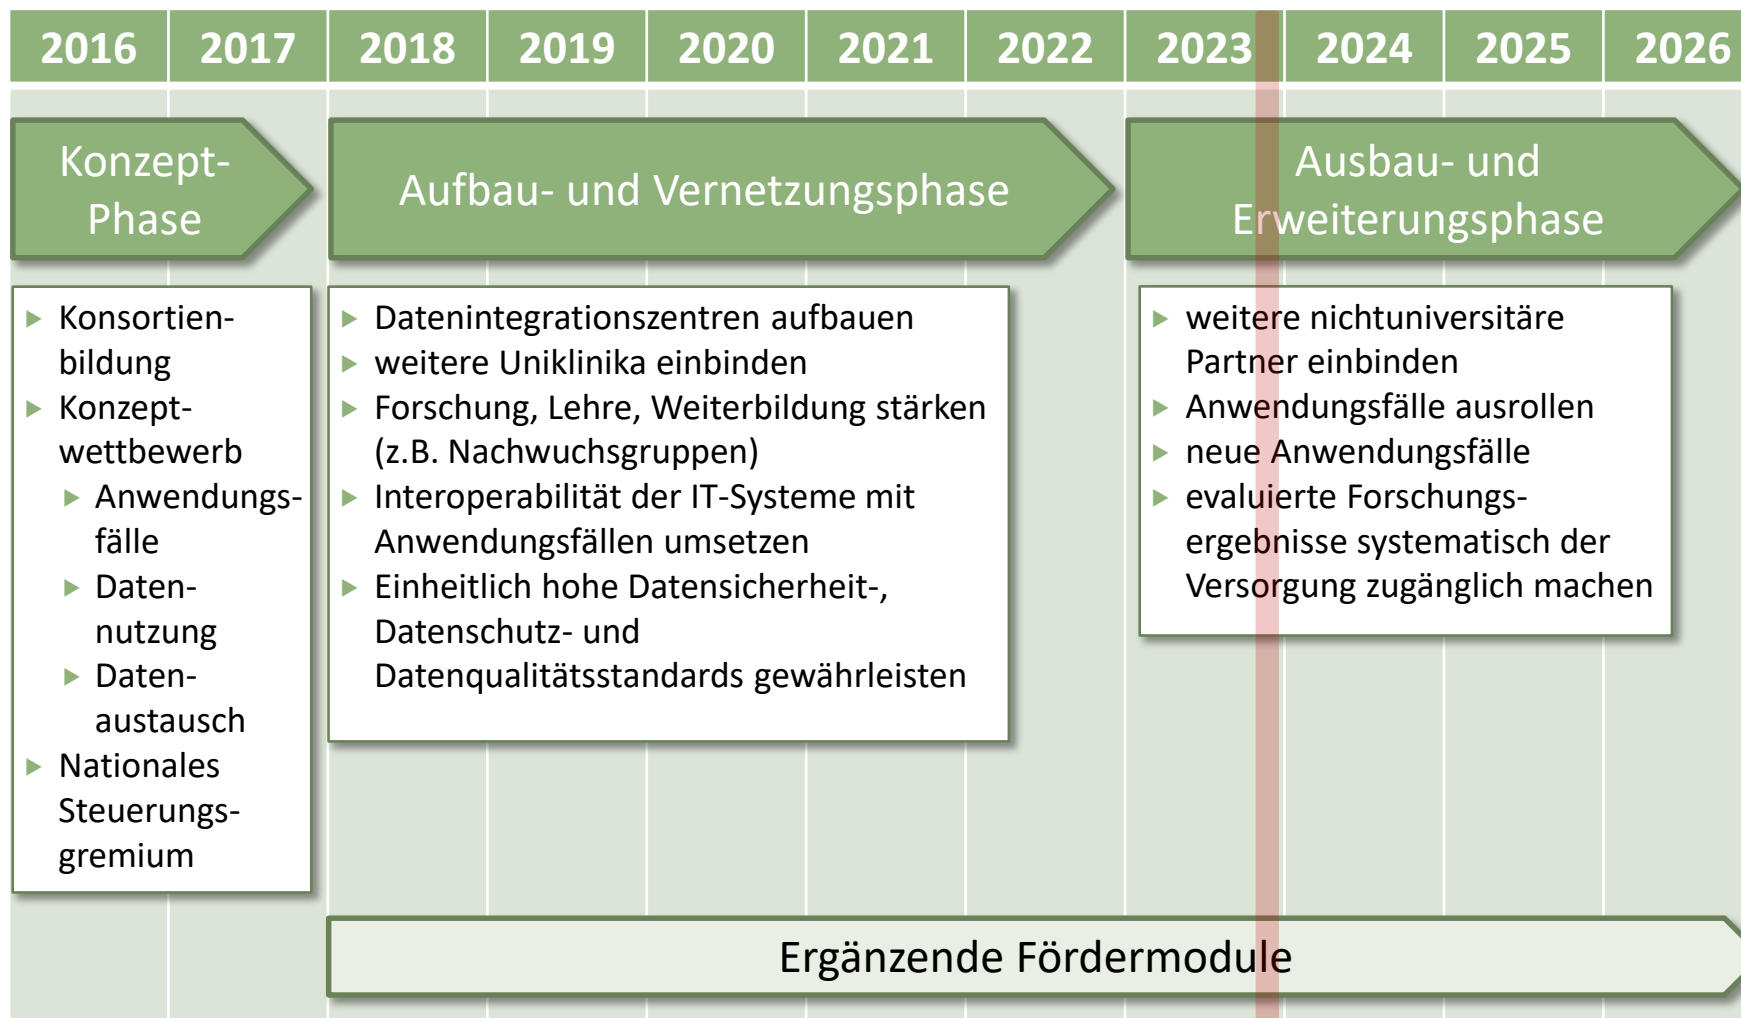 2016 2017 2018 2019 2020 2021 2022 2023 2024 2025 2026
Konzept-
Phase
Aufbau- und Vernetzungsphase
Ausbau- und
Erweiterungsphase
Konsortien-
bildung
Konzept-
wettbewerb
Anwendungs-
fälle
Daten-
nutzung
Daten-
austausch
Nationales
Steuerungs-
gremium
Datenintegrationszentren aufbauen
weitere Uniklinika einbinden
Forschung, Lehre, Weiterbildung stärken
(z.B. Nachwuchsgruppen)
Interoperabilität der IT-Systeme mit
Anwendungsfällen umsetzen
Einheitlich hohe Datensicherheit-,
Datenschutz- und
Datenqualitätsstandards gewährleisten
weitere nichtuniversitäre
Partner einbinden
Anwendungsfälle ausrollen
neue Anwendungsfälle
evaluierte Forschungs-
ergebnisse systematisch der
Versorgung zugänglich machen
Ergänzende Fördermodule